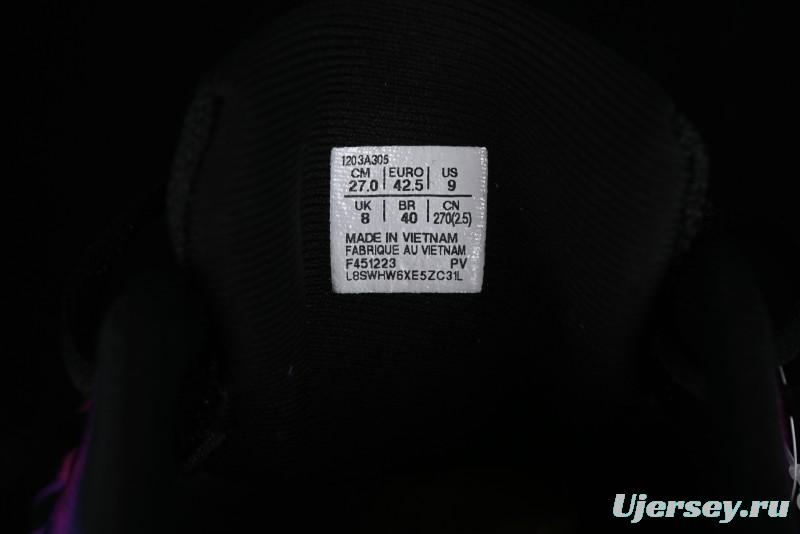 1203A305
CM | EURO | US
27.0 | 42.5 | 9
UK | BR | CN
8 | 40 | 270(2.5)
MADE IN VIETNAM
FABRIQUE AU VIETNAM
F451223 PV
L8SWHW6XE5ZC31L
Ujersey.ru